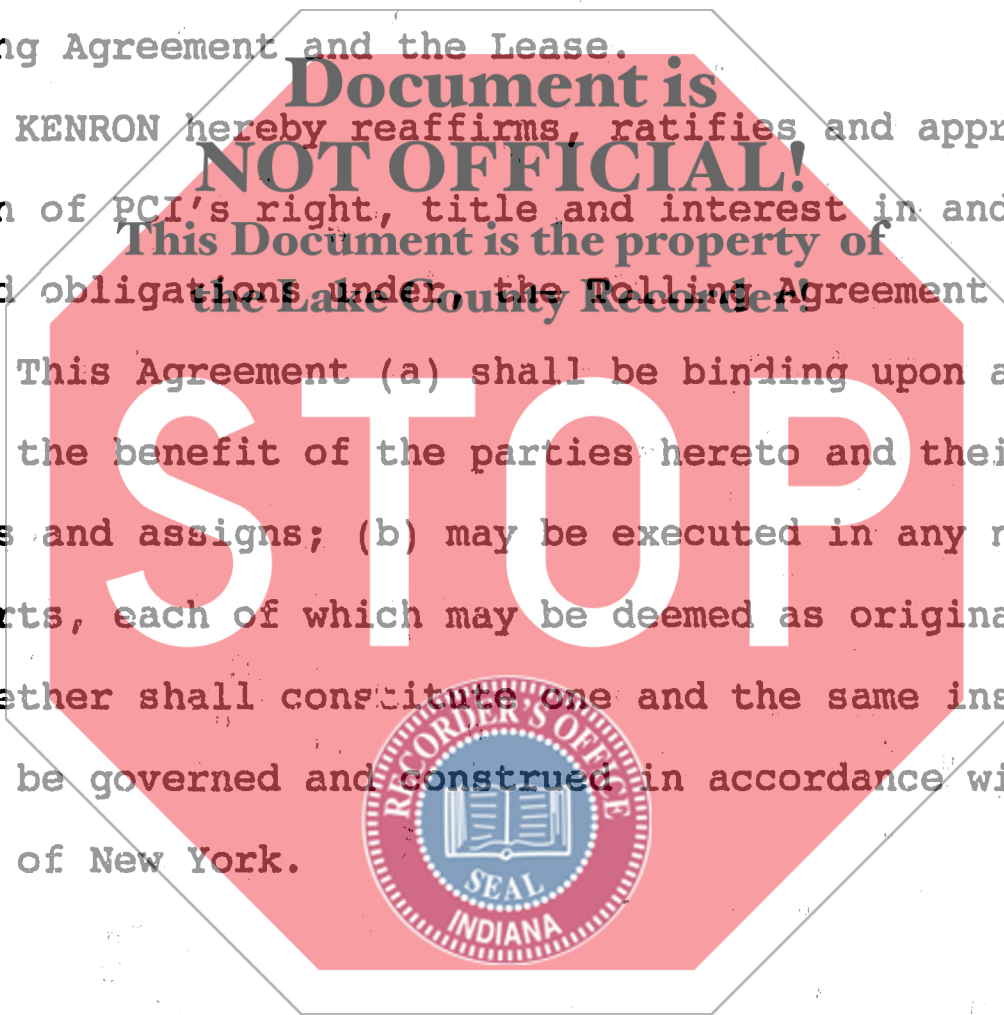 ng Agreement and the Lease.
Document is
KENRON hereby reaffirms, ratifies and appr
NOT OFFICIAL!
n of PCI's right, title and interest in and
This Document is the property of
d obligations under, the Tolling Agreement
the Lake County Recorder!
This Agreement (a) shall be binding upon a
the benefit of the parties hereto and thei
STOP
s and assigns; (b) may be executed in any n
rts, each of which may be deemed as origina
ether shall constitute one and the same ins
RECORDER'S OFFICE
be governed and construed in accordance wi
of New York.
SEAL
INDIANA